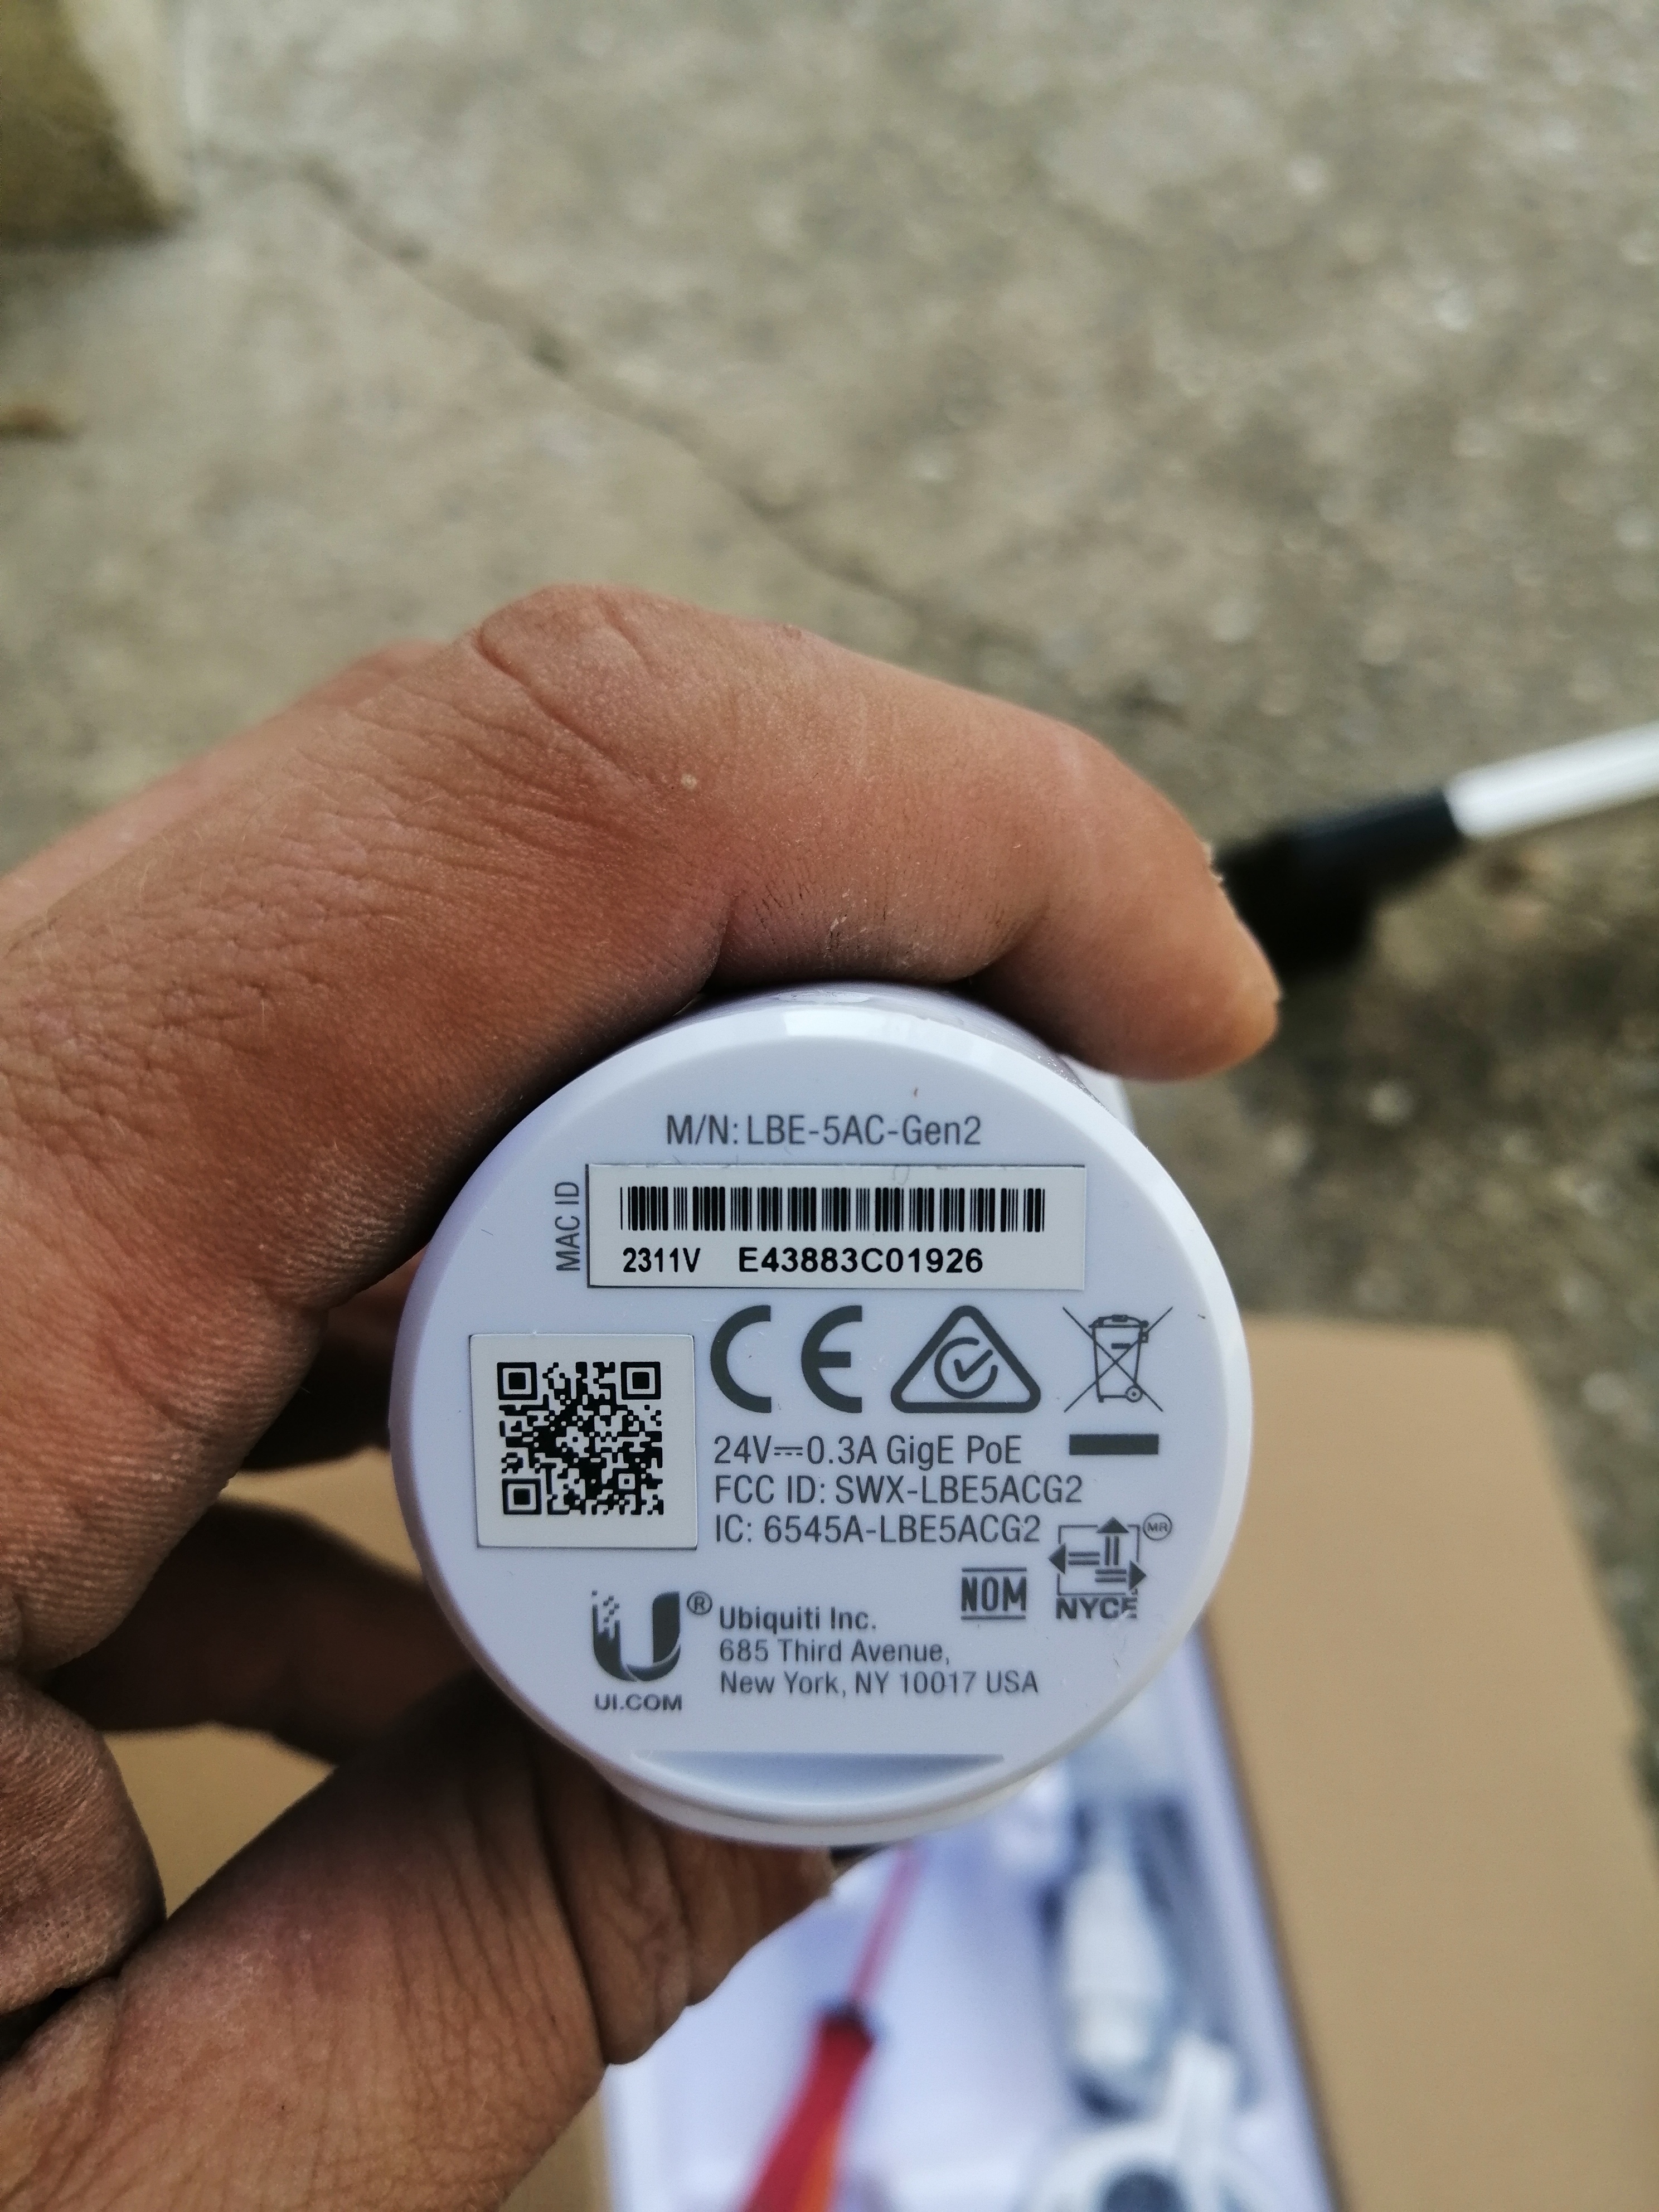 M/N: LBE-5AC-Gen2
MAC ID
2311V E43883C01926
CE
24V⎓0.3A GigE PoE
FCC ID: SWX-LBE5ACG2
IC: 6545A-LBE5ACG2
MR
NOM
NYCE
U®
UI.COM
Ubiquiti Inc.
685 Third Avenue,
New York, NY 10017 USA